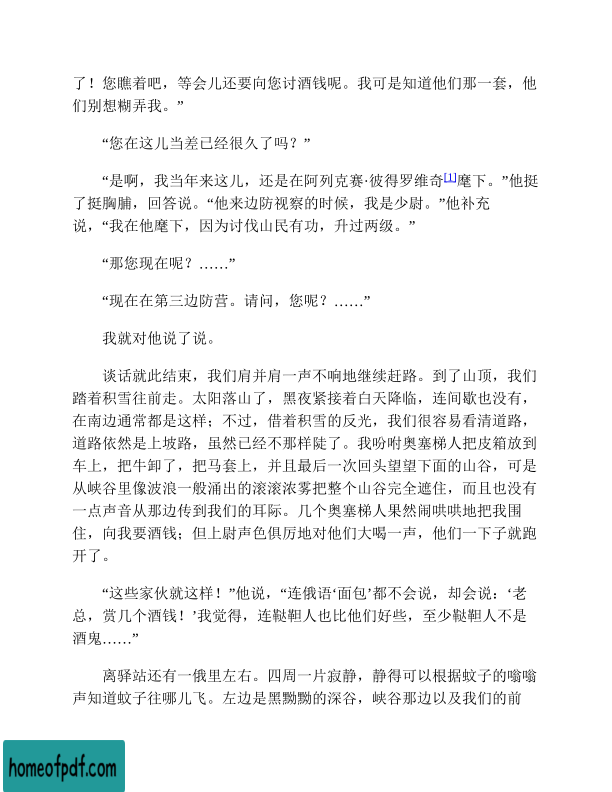 了！您瞧着吧，等会儿还要向您讨酒钱呢。我可是知道他们那一套，他
们别想糊弄我。”
“您在这儿当差已经很久了吗？”
“是啊，我当年来这儿，还是在阿列克赛·彼得罗维奇[1]麾下。”他挺
了挺胸脯，回答说。“他来边防视察的时候，我是少尉。”他补充
说，“我在他麾下，因为讨伐山民有功，升过两级。”
“那您现在呢？……”
“现在在第三边防营。请问，您呢？……”
我就对他说了说。
谈话就此结束，我们肩并肩一声不响地继续赶路。到了山顶，我们
踏着积雪往前走。太阳落山了，黑夜紧接着白天降临，连间歇也没有，
在南边通常都是这样；不过，借着积雪的反光，我们很容易看清道路，
道路依然是上坡路，虽然已经不那样陡了。我吩咐奥塞梯人把皮箱放到
车上，把牛卸了，把马套上，并且最后一次回头望望下面的山谷，可是
从峡谷里像波浪一般涌出的滚滚浓雾把整个山谷完全遮住，而且也没有
一点声音从那边传到我们的耳际。几个奥塞梯人果然闹哄哄地把我围
住，向我要酒钱；但上尉声色俱厉地对他们大喝一声，他们一下子就跑
开了。
“这些家伙就这样！”他说，“连俄语‘面包’都不会说，却会说：‘老
总，赏几个酒钱！’我觉得，连鞑靼人也比他们好些，至少鞑靼人不是
酒鬼……”
离驿站还有一俄里左右。四周一片寂静，静得可以根据蚊子的嗡嗡
声知道蚊子往哪儿飞。左边是黑黝黝的深谷，峡谷那边以及我们的前
homeofpdf.com